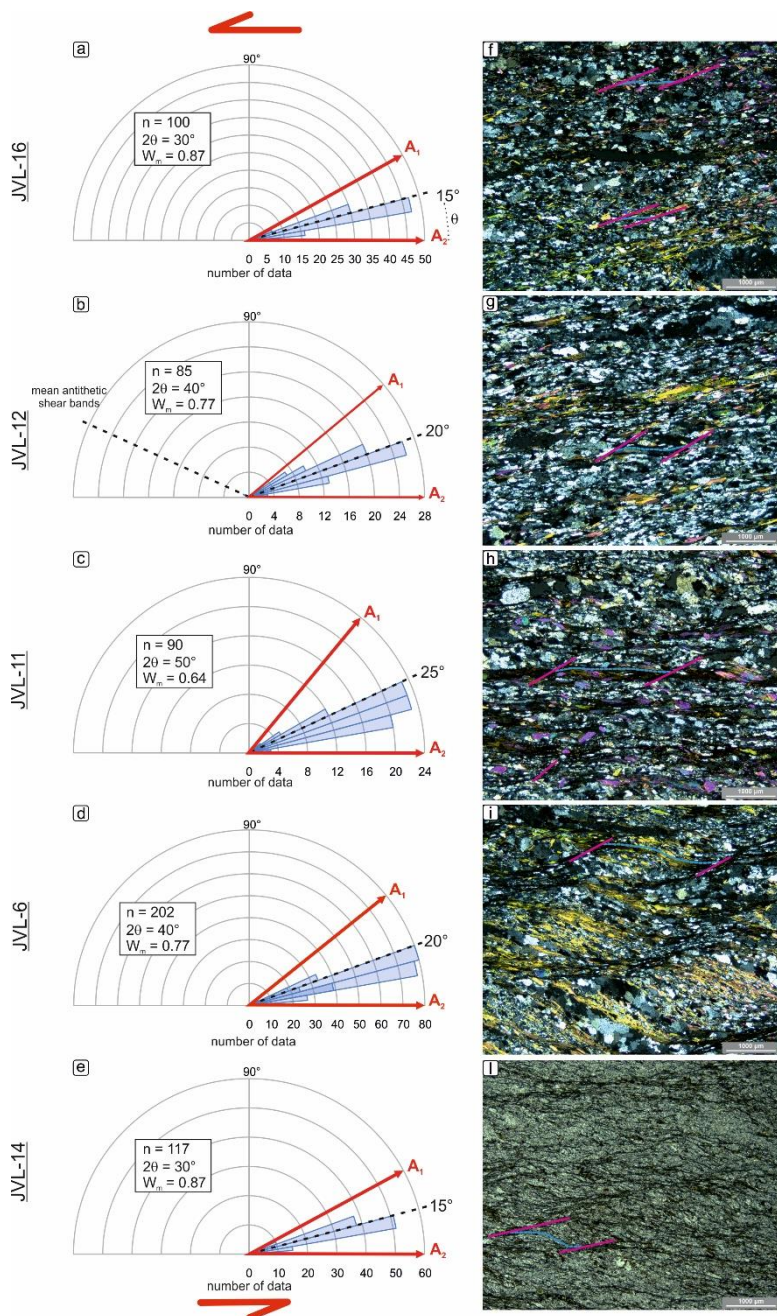 a
90°
JVL-16
n = 100
2θ = 30°
Wm = 0.87
A1
15°
θ
A2
0 5 10 15 20 25 30 35 40 45 50
number of data
f
1000 µm
b
90°
JVL-12
n = 85
2θ = 40°
Wm = 0.77
mean antithetic
shear bands
A1
20°
A2
0 4 8 12 16 20 24 28
number of data
g
1000 µm
c
90°
JVL-11
n = 90
2θ = 50°
Wm = 0.64
A1
25°
A2
0 4 8 12 16 20 24
number of data
h
1000 µm
d
90°
JVL-6
n = 202
2θ = 40°
Wm = 0.77
A1
20°
A2
0 10 20 30 40 50 60 70 80
number of data
i
1000 µm
e
90°
JVL-14
n = 117
2θ = 30°
Wm = 0.87
A1
15°
A2
0 10 20 30 40 50 60
number of data
l
1000 µm